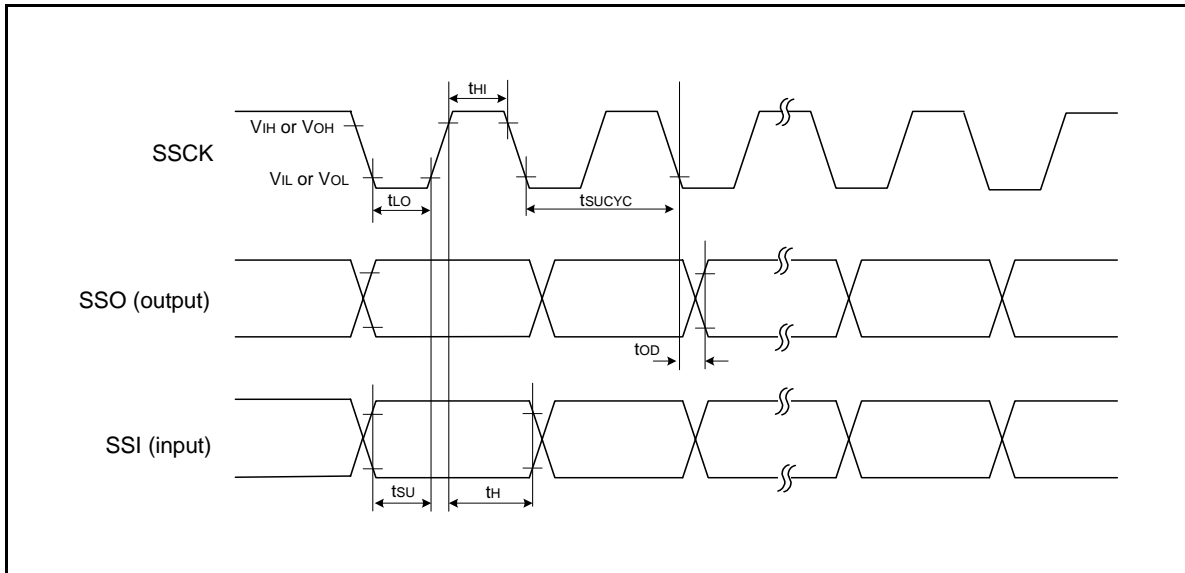 tHI
VIH or VOH
SSCK
VIL or VOL
tLO
tSUCYC
SSO (output)
tOD
SSI (input)
tSU
tH